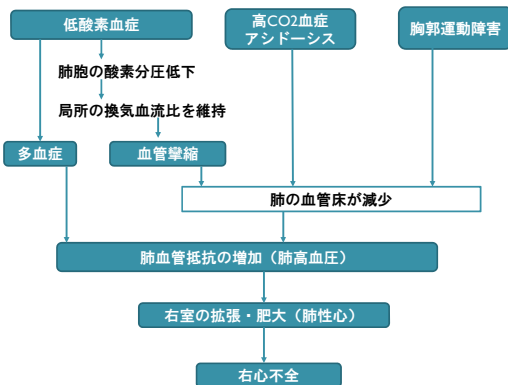 低酸素血症
高CO2血症
アシドーシス
胸郭運動障害
肺胞の酸素分圧低下
局所の換気血流比を維持
多血症
血管攣縮
肺の血管床が減少
肺血管抵抗の増加（肺高血圧）
右室の拡張・肥大（肺性心）
右心不全